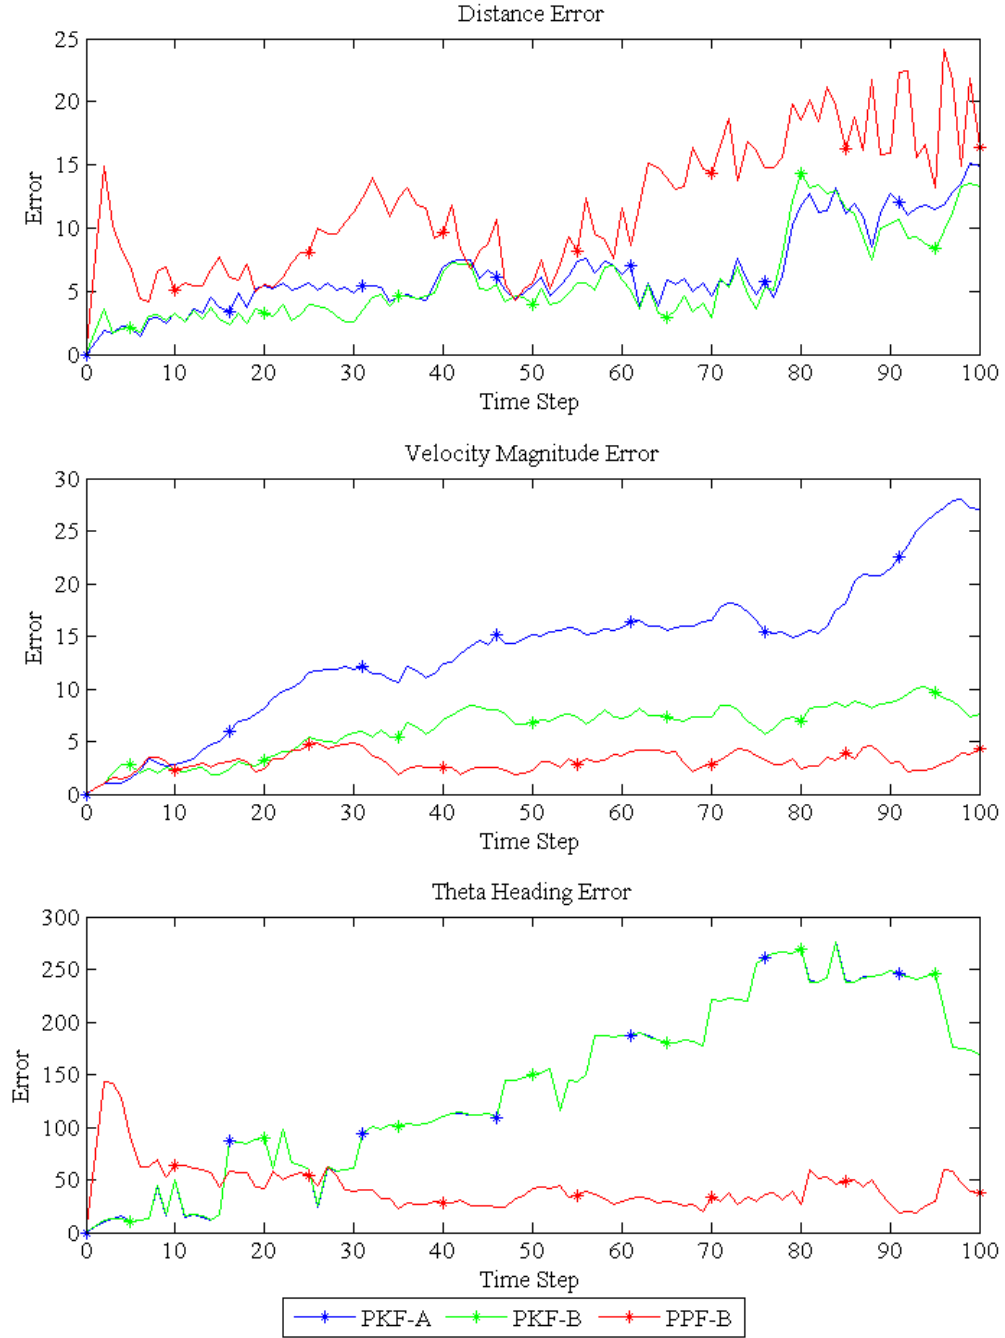 Distance Error
25
20
15
10
5
0
Error
0 10 20 30 40 50 60 70 80 90 100
Time Step
Velocity Magnitude Error
30
25
20
15
10
5
0
Error
0 10 20 30 40 50 60 70 80 90 100
Time Step
Theta Heading Error
300
250
200
150
100
50
0
Error
0 10 20 30 40 50 60 70 80 90 100
Time Step
PKF-A PKF-B PPF-B